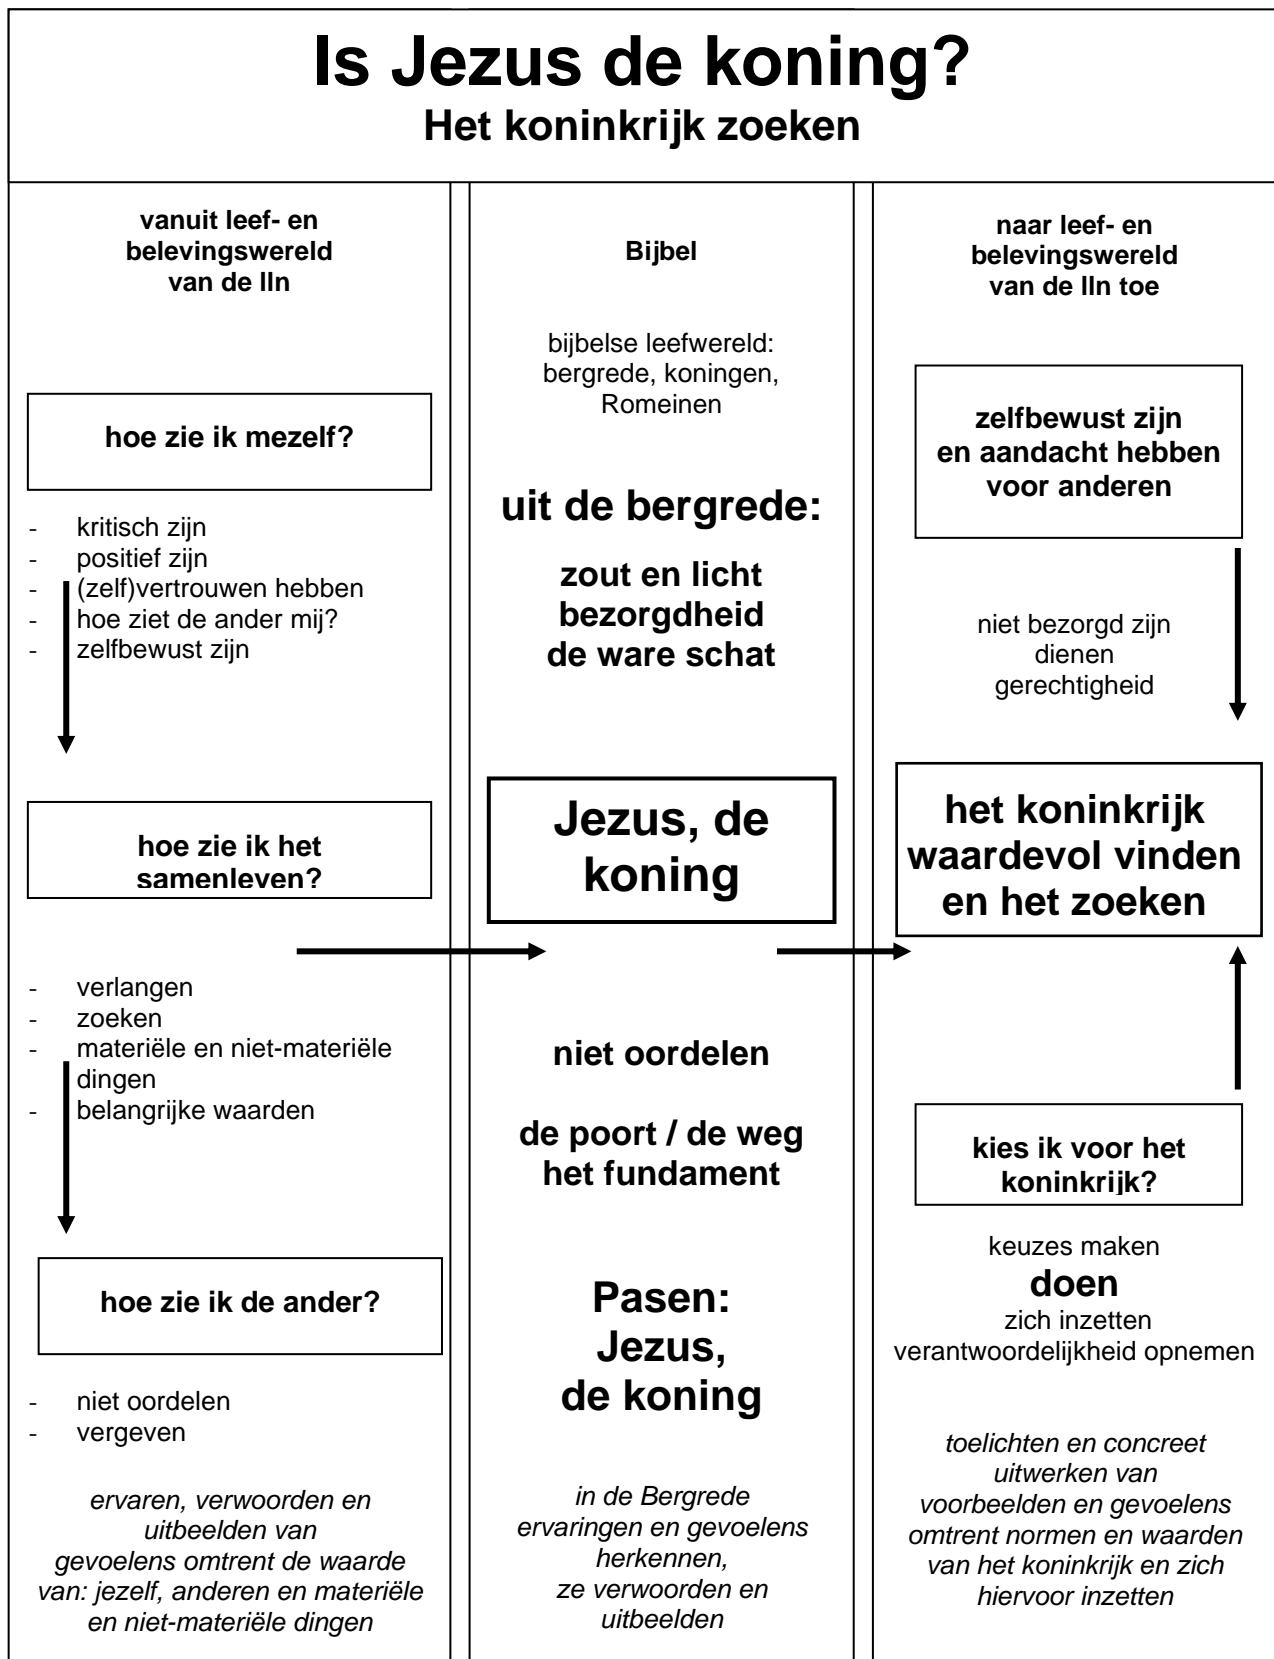 Is Jezus de koning?
Het koninkrijk zoeken
vanuit leef- en
belevingswereld
van de lln
hoe zie ik mezelf?
- kritisch zijn
- positief zijn
- (zelf)vertrouwen hebben
- hoe ziet de ander mij?
- zelfbewust zijn
hoe zie ik het
samenleven?
- verlangen
- zoeken
- materiële en niet-materiële
dingen
- belangrijke waarden
hoe zie ik de ander?
- niet oordelen
- vergeven
ervaren, verwoorden en
uitbeelden van
gevoelens omtrent de waarde
van: jezelf, anderen en materiële
en niet-materiële dingen
Bijbel
bijbelse leefwereld:
bergrede, koningen,
Romeinen
uit de bergrede:
zout en licht
bezorgdheid
de ware schat
Jezus, de
koning
niet oordelen
de poort / de weg
het fundament
Pasen:
Jezus,
de koning
in de Bergrede
ervaringen en gevoelens
herkennen,
ze verwoorden en
uitbeelden
naar leef- en
belevingswereld
van de lln toe
zelfbewust zijn
en aandacht hebben
voor anderen
niet bezorgd zijn
dienen
gerechtigheid
het koninkrijk
waardevol vinden
en het zoeken
kies ik voor het
koninkrijk?
keuzes maken
doen
zich inzetten
verantwoordelijkheid opnemen
toelichten en concreet
uitwerken van
voorbeelden en gevoelens
omtrent normen en waarden
van het koninkrijk en zich
hiervoor inzetten